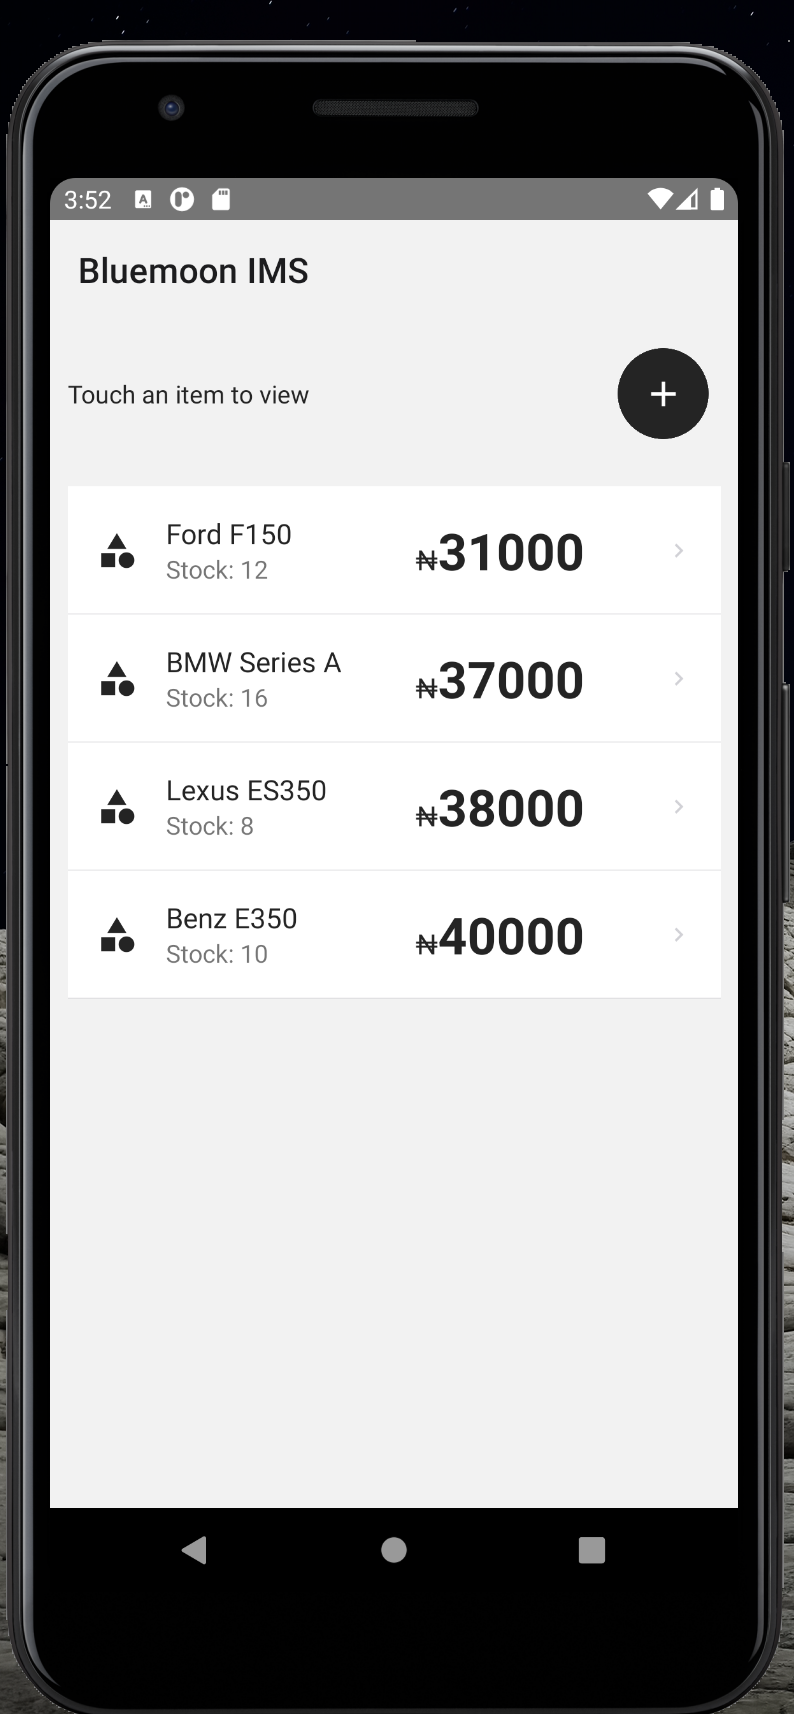 3:52
Bluemoon IMS
Touch an item to view
Ford F150
Stock: 12
₦31000
BMW Series A
Stock: 16
₦37000
Lexus ES350
Stock: 8
₦38000
Benz E350
Stock: 10
₦40000